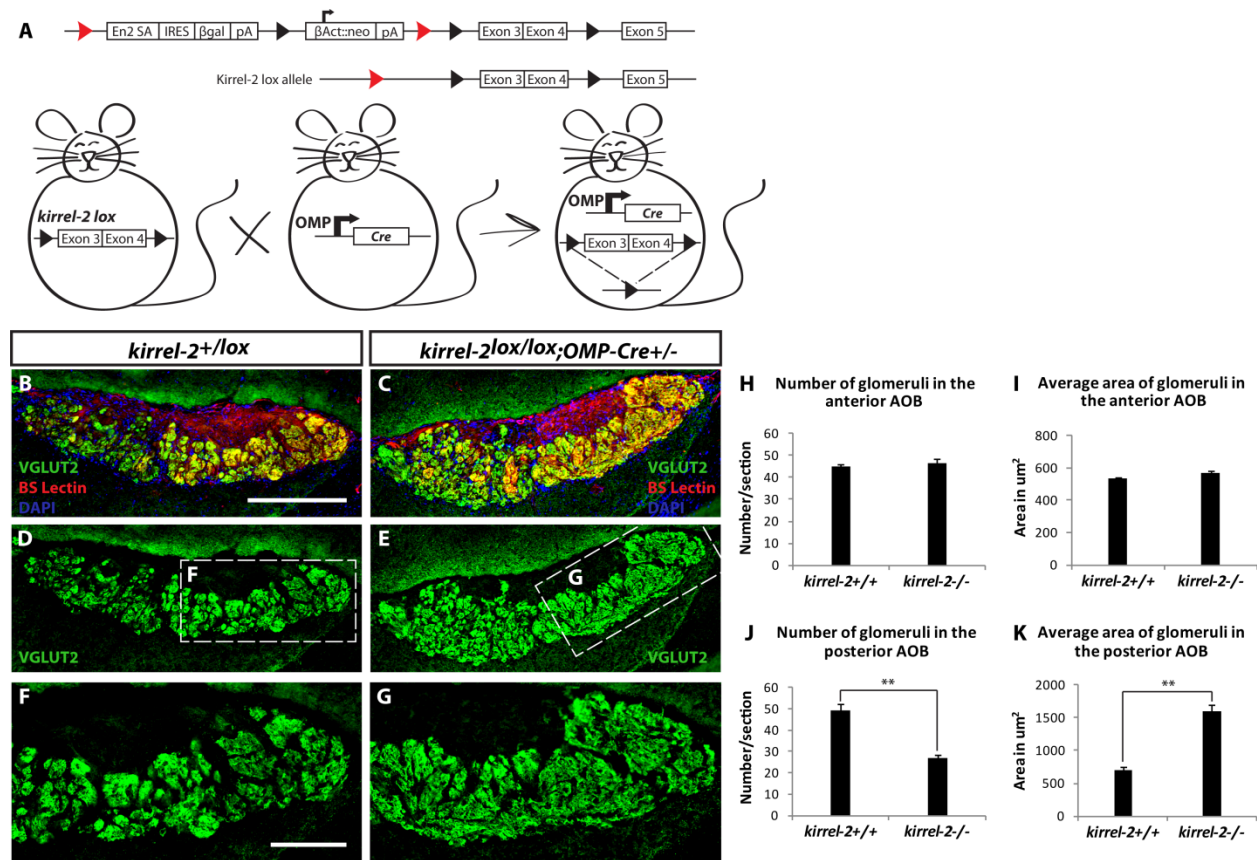 A
En2 SA IRES βgal pA βAct::neo pA Exon 3 Exon 4 Exon 5
Kirrel-2 lox allele Exon 3 Exon 4 Exon 5
kirrel-2 lox
Exon 3 Exon 4
OMP
Cre
OMP
Cre
Exon 3 Exon 4
kirrel-2+/lox
kirrel-2lox/lox;OMP-Cre+/-
B
VGLUT2
BS Lectin
DAPI
C
VGLUT2
BS Lectin
DAPI
D
F
VGLUT2
E
G
VGLUT2
F
G
H Number of glomeruli in the
anterior AOB
Number/section
60
50
40
30
20
10
0
kirrel-2+/+ kirrel-2-/-
I Average area of glomeruli in
the anterior AOB
Area in um2
800
600
400
200
0
kirrel-2+/+ kirrel-2-/-
J Number of glomeruli in the
posterior AOB
Number/section
60
50
40
30
20
10
0
**
kirrel-2+/+ kirrel-2-/-
K Average area of glomeruli in
the posterior AOB
Area in um2
2000
1500
1000
500
0
**
kirrel-2+/+ kirrel-2-/-